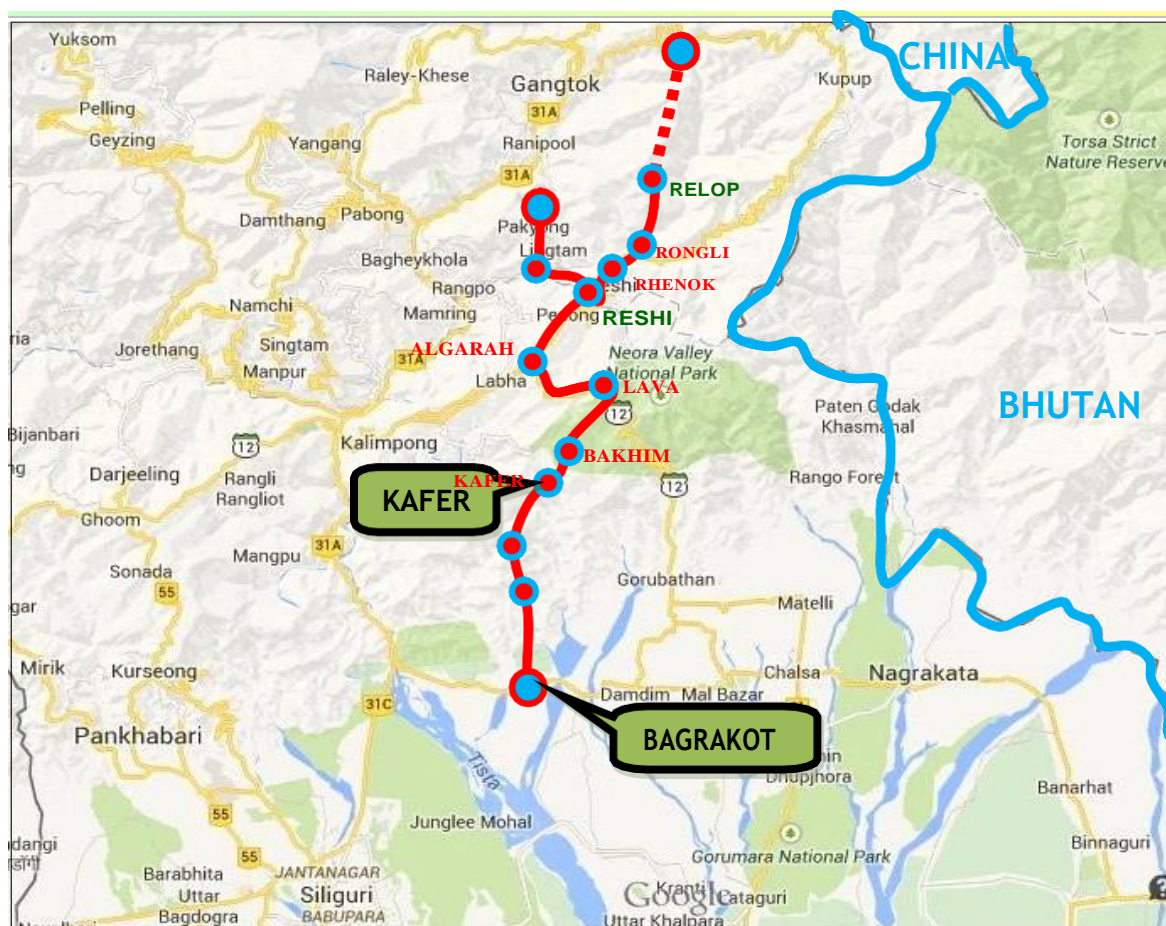 Yuksom
CHINA
Raley-Khese
Gangtok
Kupup
Pelling
31A
Geyzing
Yangang
Ranipool
Torsa Strict
Nature Reserve
31A
RELOP
Damthang
Pabong
Pakyong
Lingtam
RONGLI
Bagheykhola
Rangpo
RHENOK
Namchi
Mamring
Pedong
RESHI
Jorethang
Singtam
ALGARAH
Neora Valley
National Park
31A
Manpur
Labha
LAVA
BHUTAN
12
Paten Godak
Khasmahal
Bijanbari
12
Kalimpong
BAKHIM
Darjeeling
Rangli
Rangliot
KAFER
KAFER
12
Rango Forest
Ghoom
31A
Mangpu
Sonada
55
Gorubathan
Matelli
Mirik
Kurseong
Chalsa
Nagrakata
31C
Damdim
Mal Bazar
31
Pankhabari
BAGRAKOT
Tista
Dhupjhora
Banarhat
55
Junglee Mohal
Binnaguri
Gorumara National Park
55
Barabhita
JANTANAGAR
Uttar
Bagdogra
Siliguri
BABUPARA
Google
Kranti
Uttar Khalpara